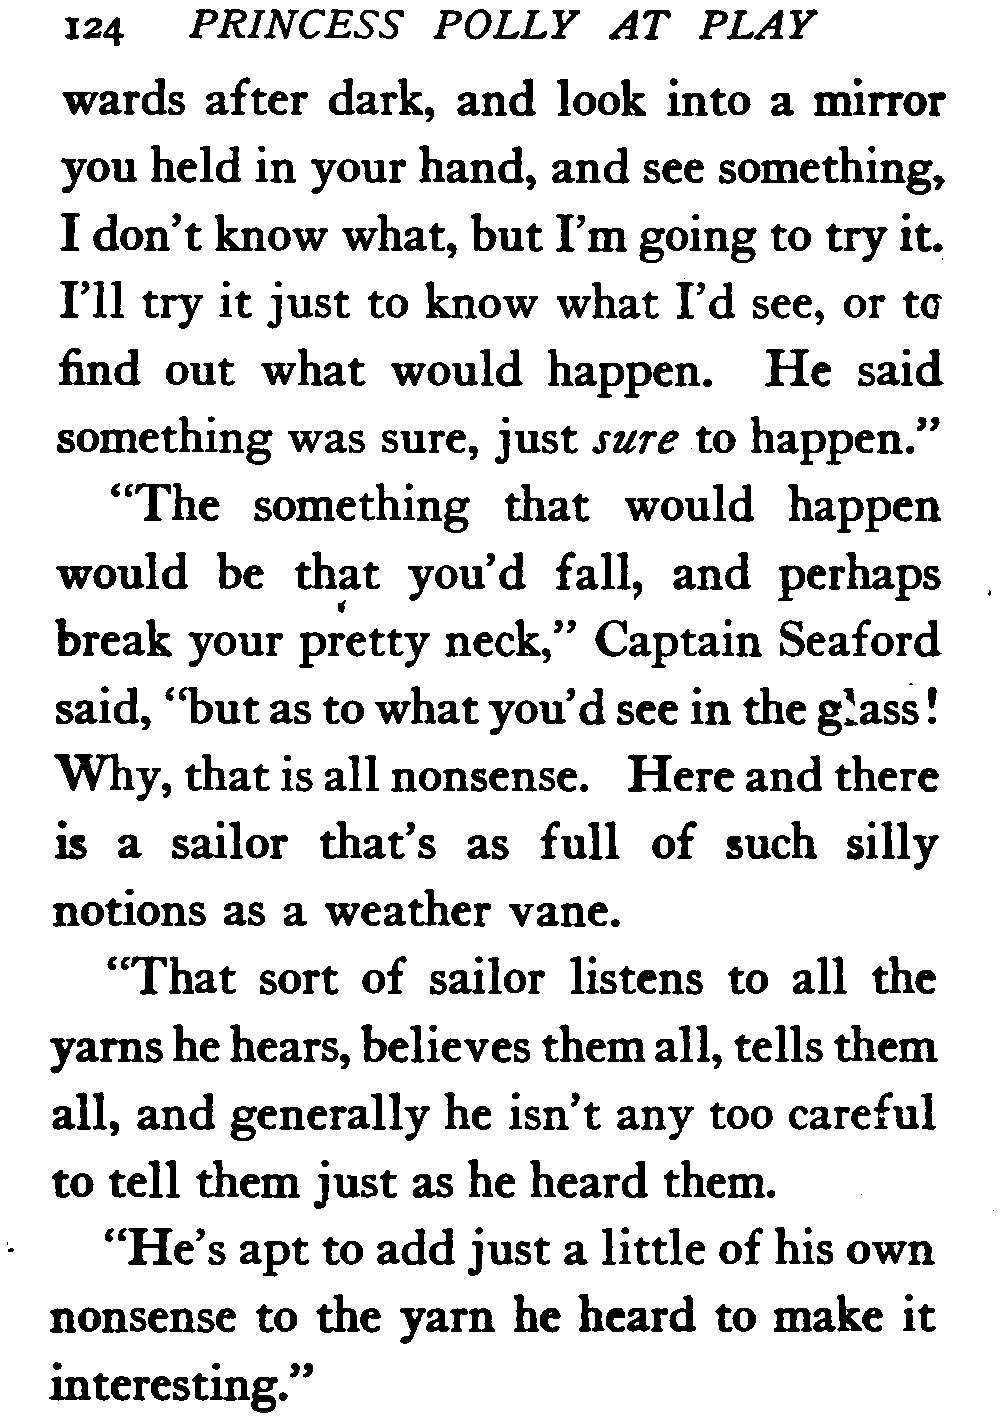 124 PRINCESS POLLY AT PLAY
wards after dark, and look into a mirror
you held in your hand, and see something,
I don't know what, but I'm going to try it.
I'll try it just to know what I'd see, or to
find out what would happen. He said
something was sure, just sure to happen."
"The something that would happen
would be that you'd fall, and perhaps
break your pretty neck," Captain Seaford
said, "but as to what you'd see in the glass!
Why, that is all nonsense. Here and there
is a sailor that's as full of such silly
notions as a weather vane.
"That sort of sailor listens to all the
yarns he hears, believes them all, tells them
all, and generally he isn't any too careful
to tell them just as he heard them.
"He's apt to add just a little of his own
nonsense to the yarn he heard to make it
interesting."